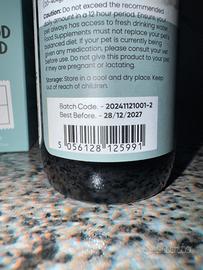 Caution: Do not exceed the recommended
daily amount in a 12 hour period. Ensure your
pet always has access to fresh drinking water.
Food Supplements must not replace your pet's
balanced diet. If your pet is currently being
given any medication, please consult your vet
before use. Do not give this product to your pet
if they are pregnant or lactating.
Storage: Store in a cool and dry place. Keep
out of reach of children.
Batch Code. - 20241121001-2
Best Before. - 28/12/2027
5 056128 125991